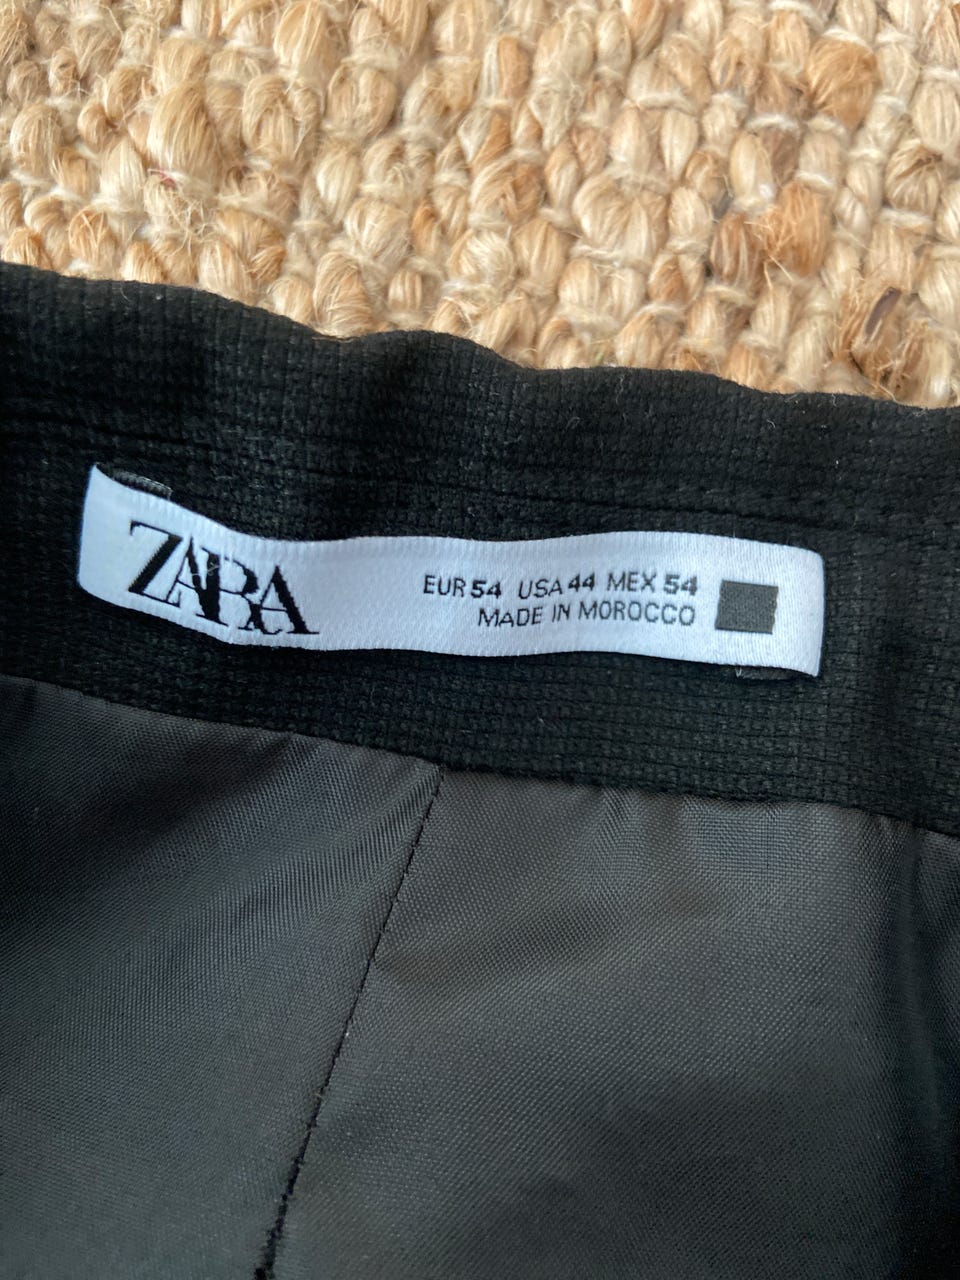 ZARA
EUR 54 USA 44 MEX 54
MADE IN MOROCCO